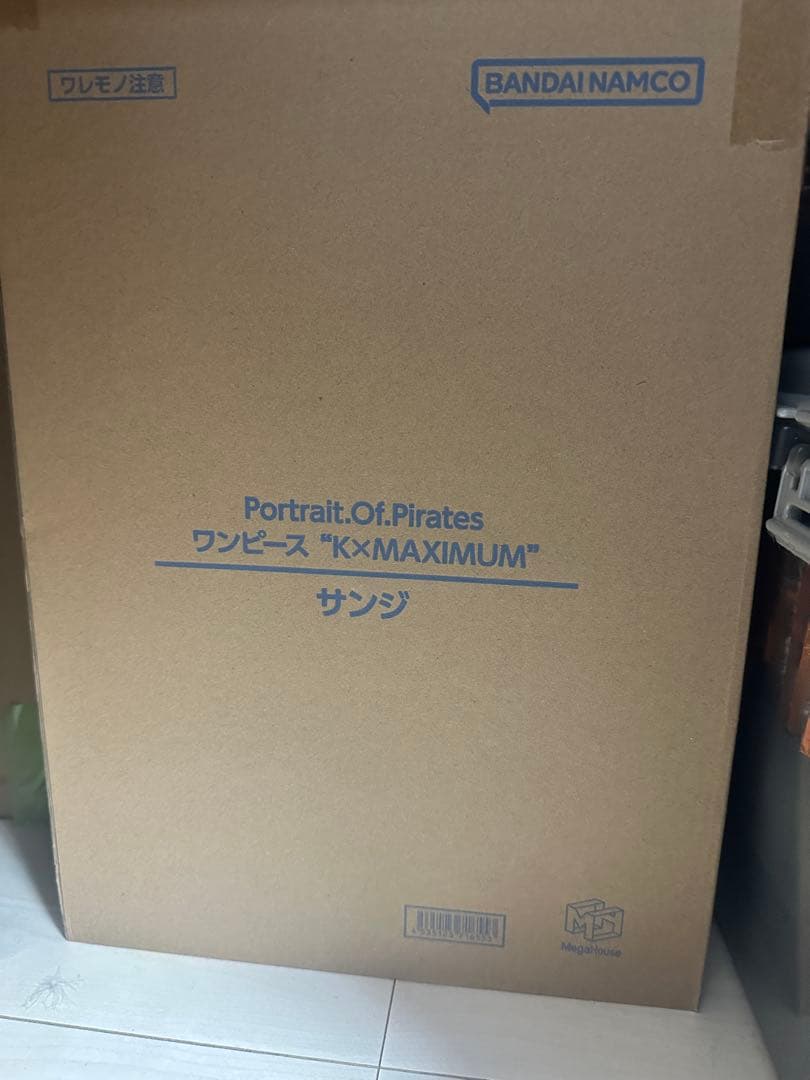 ワレモノ注意
BANDAI NAMCO
Portrait.Of.Pirates
ワンピース “K×MAXIMUM”
サンジ
MegaHouse